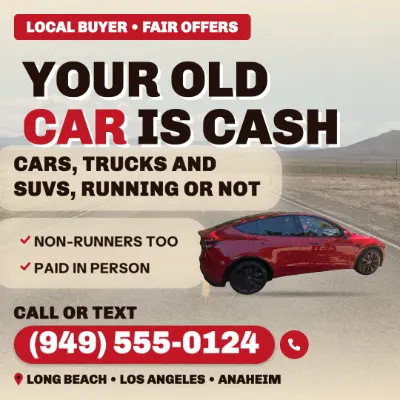 LOCAL BUYER • FAIR OFFERS
YOUR OLD
CAR IS CASH
CARS, TRUCKS AND
SUVS, RUNNING OR NOT
NON-RUNNERS TOO
PAID IN PERSON
CALL OR TEXT
(949) 555-0124
LONG BEACH • LOS ANGELES • ANAHEIM